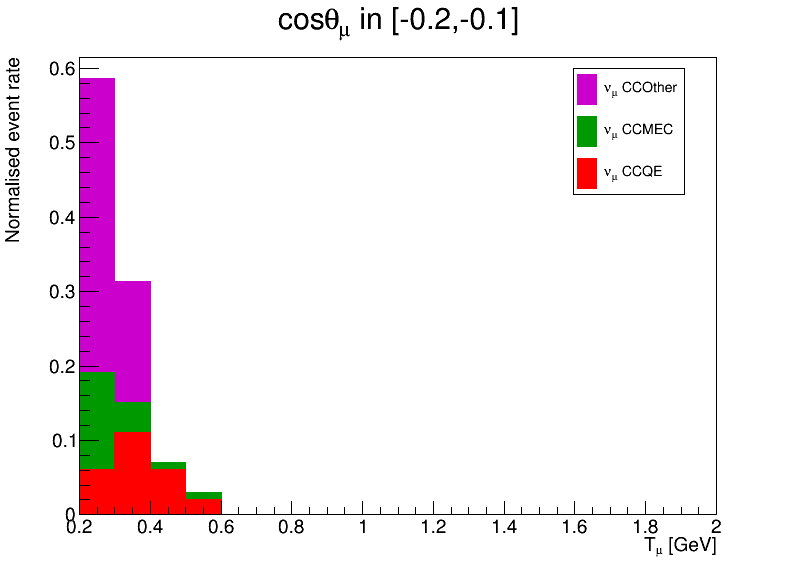 cosθμ in [-0.2,-0.1]
Normalised event rate
0.6
0.5
0.4
0.3
0.2
0.1
0
νμ CCOther
νμ CCMEC
νμ CCQE
0.2 0.4 0.6 0.8 1 1.2 1.4 1.6 1.8 2
Tμ [GeV]